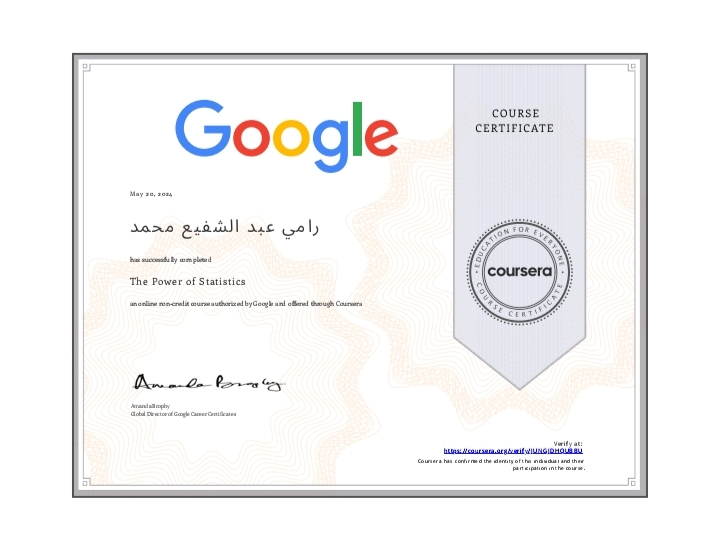 Google
COURSE
CERTIFICATE
May 20, 2024
رامي عبد الشفيع محمد
has successfully completed
The Power of Statistics
an online non-credit course authorized by Google and offered through Coursera
EDUCATION FOR EVERYONE
coursera
COURSE CERTIFICATE
Amanda Brophy
Amanda Brophy
Global Director of Google Career Certificates
Verify at:
https://coursera.org/verify/JUNGJDHQUBBU
Coursera has confirmed the identity of this individual and their
participation in the course.